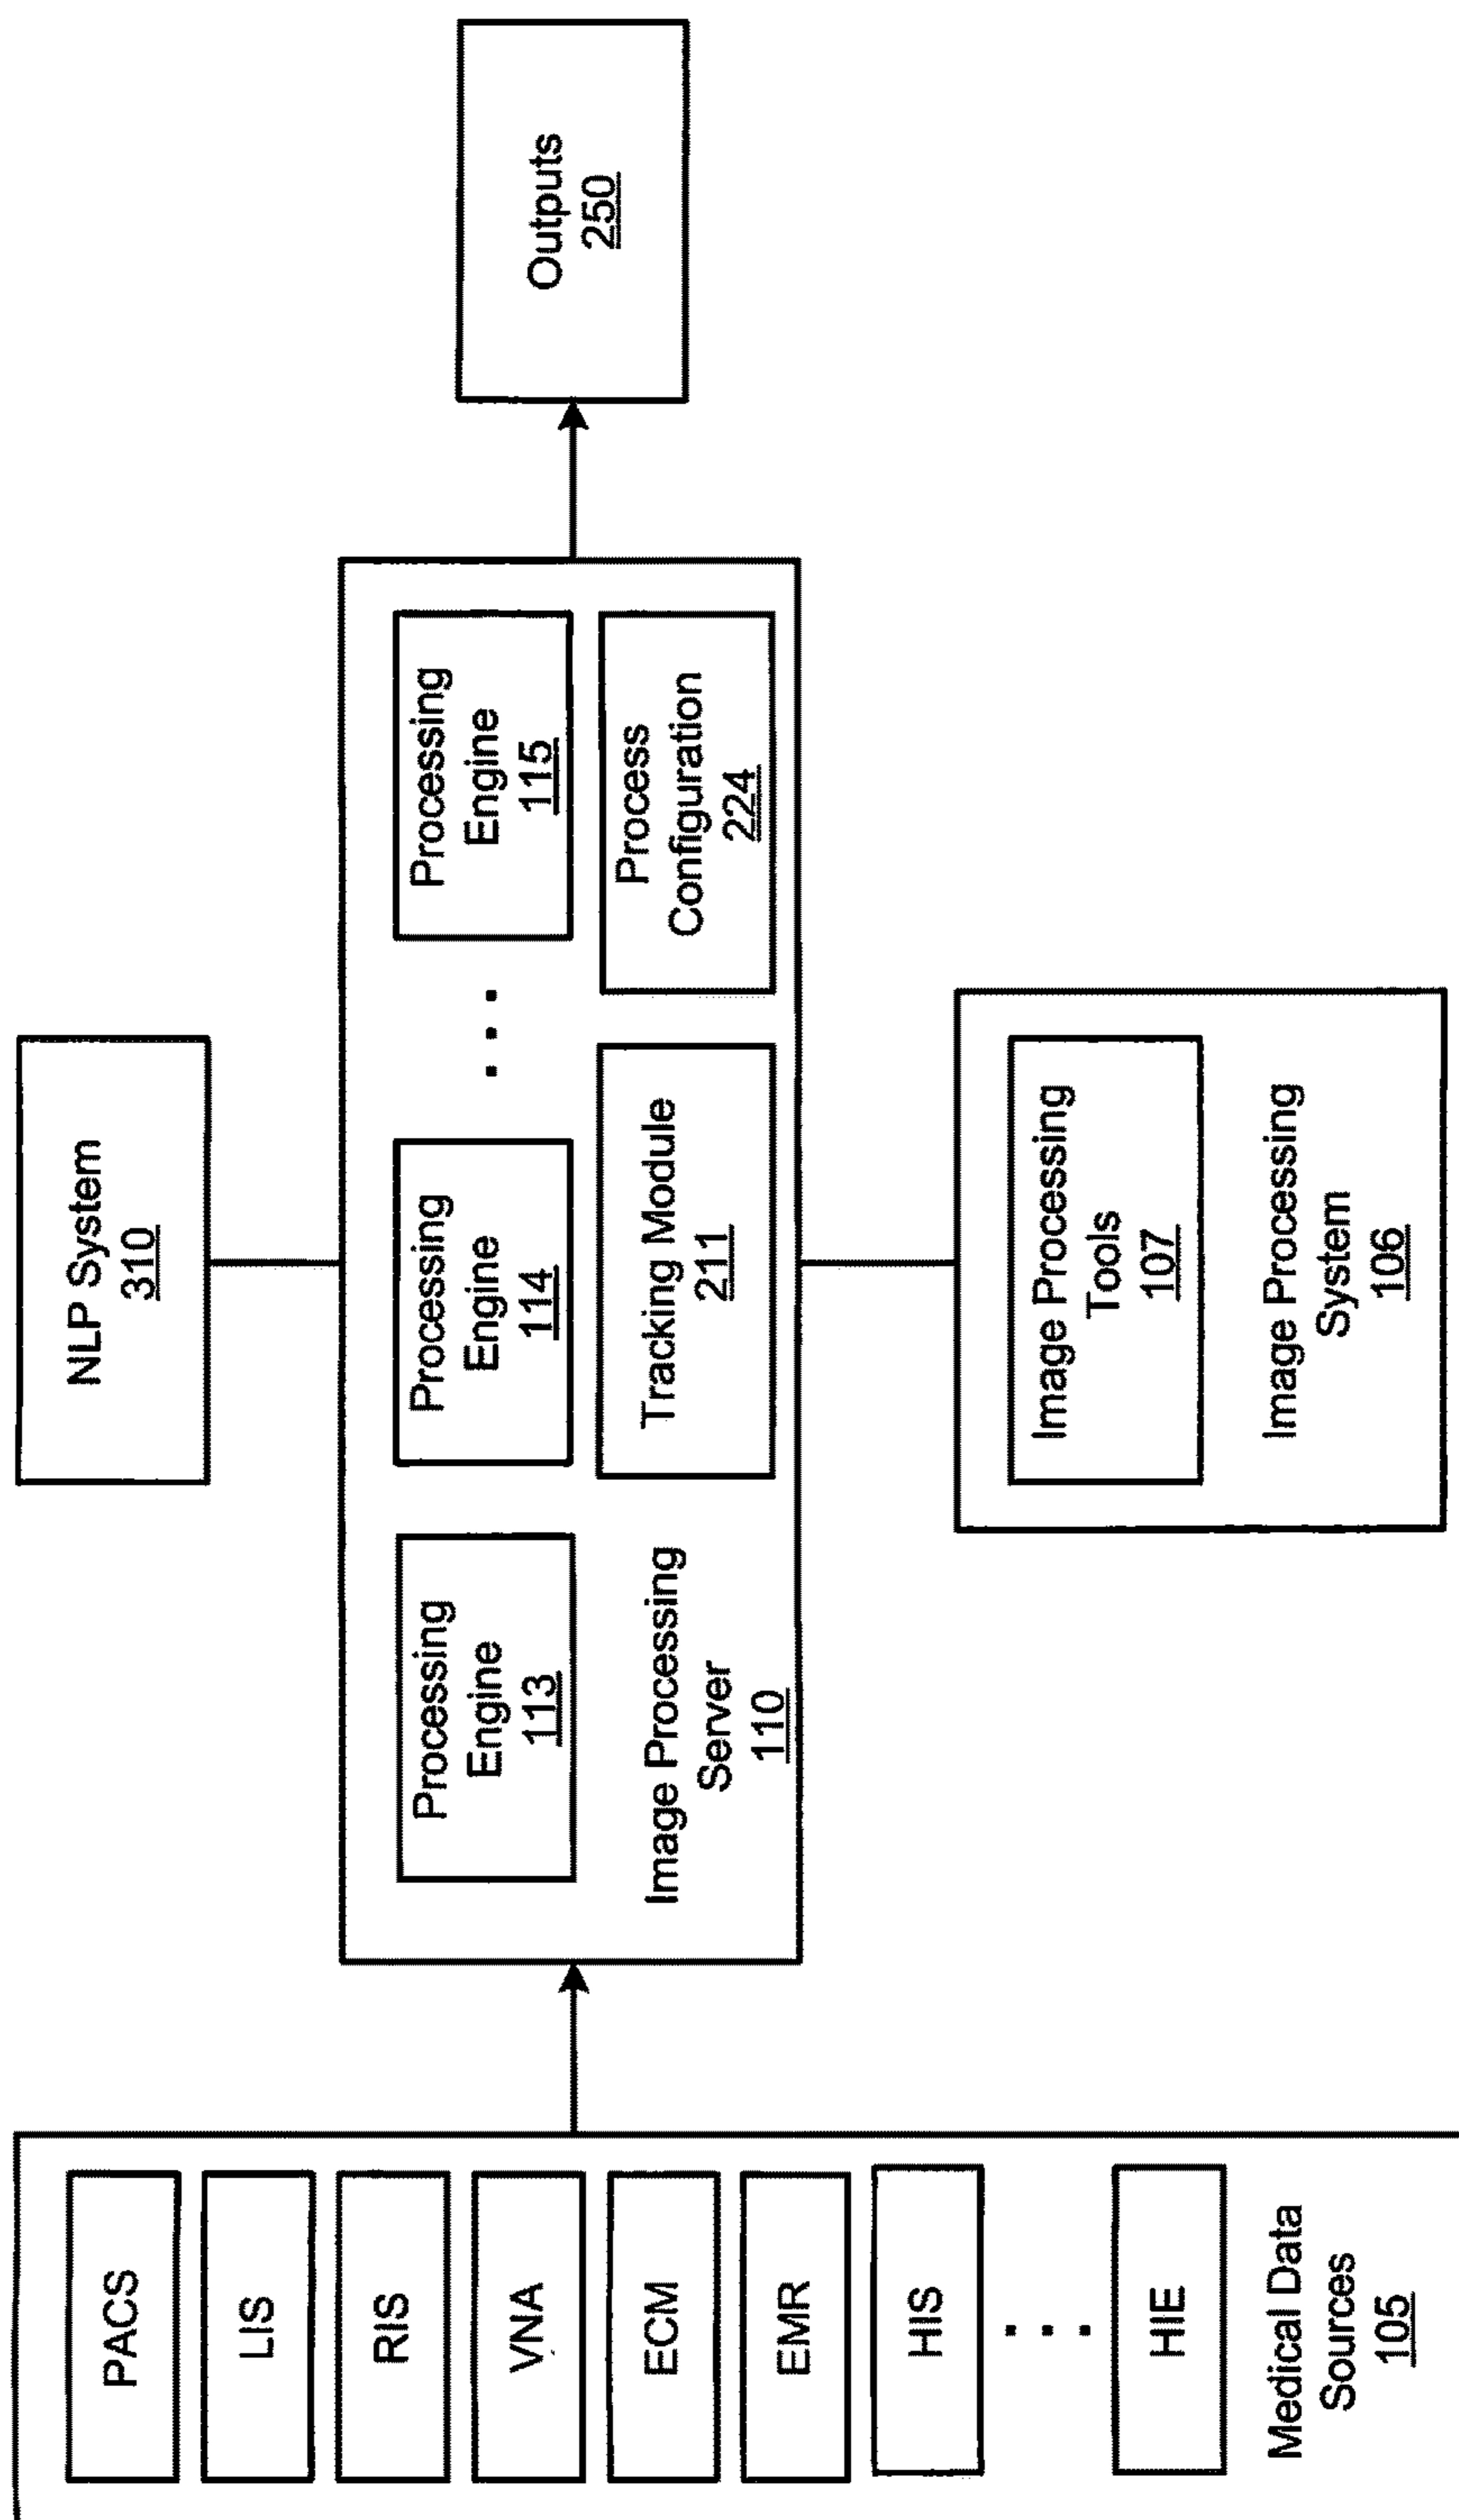 PACS
LIS
RIS
VNA
ECM
EMR
HIS
HIE
Medical Data
Sources
105
NLP System
310
Processing
Engine
113
Processing
Engine
114
Processing
Engine
115
Image Processing
Server
110
Tracking Module
211
Process
Configuration
224
Image Processing
Tools
107
Image Processing
System
106
Outputs
250